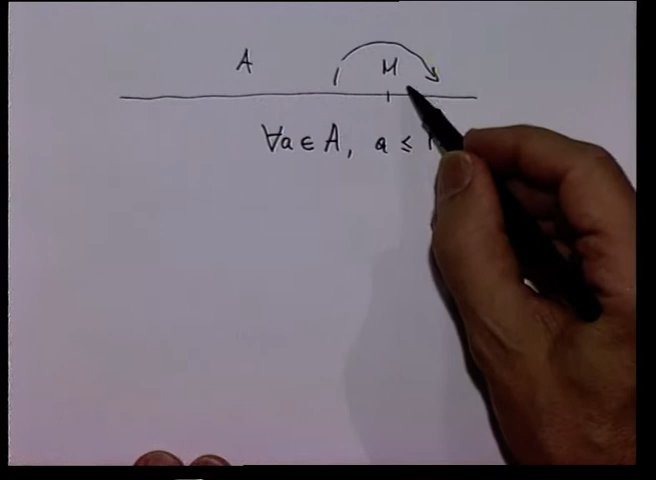 A M
∀a ∈ A, a ≤